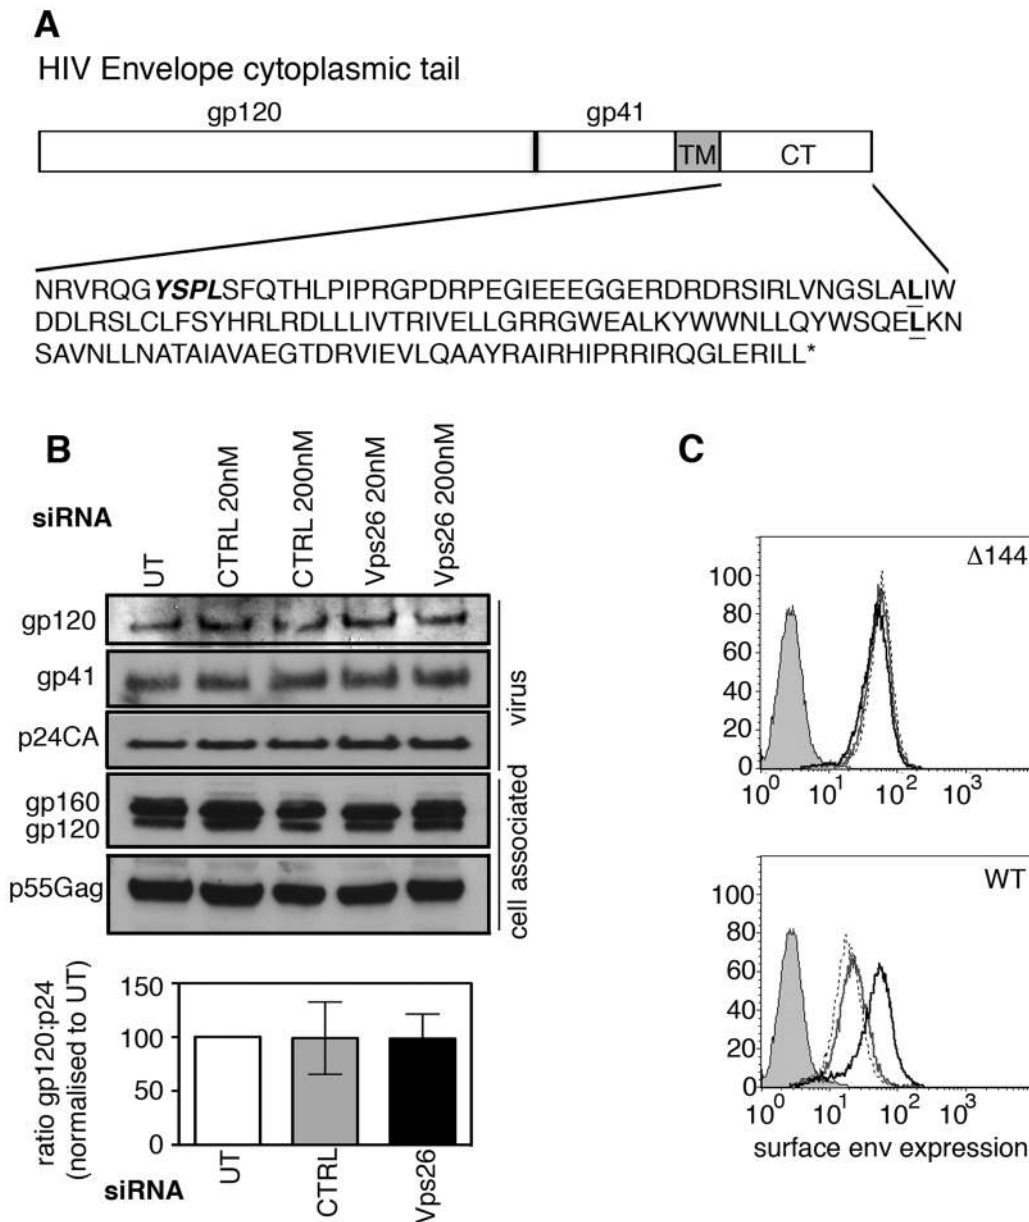 A
HIV Envelope cytoplasmic tail
gp120 gp41
TM CT
NRVRQGYSPLSFQTHLPIPRGPDRPEGIEEEGGERDRDRSIRLVNGSLALIW
DDLRSLCLFSYHRLRDLLLIVTRIVELLGRRGWEALKYWWNLLQYWSQELKN
SAVNLLNATAIAVAEGTDRVIEVLQAAYRAIRHIPRRIRQGLERILL*
B
siRNA
UT
CTRL 20nM
CTRL 200nM
Vps26 20nM
Vps26 200nM
gp120
gp41
p24CA
virus
gp160
gp120
p55Gag
cell associated
ratio gp120:p24
(normalised to UT)
150
100
50
0
UT
CTRL
Vps26
siRNA
C
Δ144
100
80
60
40
20
0
10⁰ 10¹ 10² 10³
WT
100
80
60
40
20
0
10⁰ 10¹ 10² 10³
surface env expression